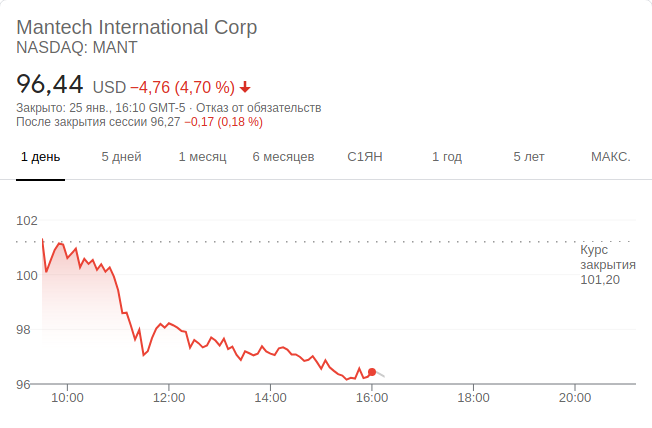 Mantech International Corp
NASDAQ: MANT
96,44 USD −4,76 (4,70 %)
Закрыто: 25 янв., 16:10 GMT-5 · Отказ от обязательств
После закрытия сессии 96,27 −0,17 (0,18 %)
1 день 5 дней 1 месяц 6 месяцев С1ЯН 1 год 5 лет МАКС.
102
Курс
закрытия
101,20
100
98
96
10:00 12:00 14:00 16:00 18:00 20:00